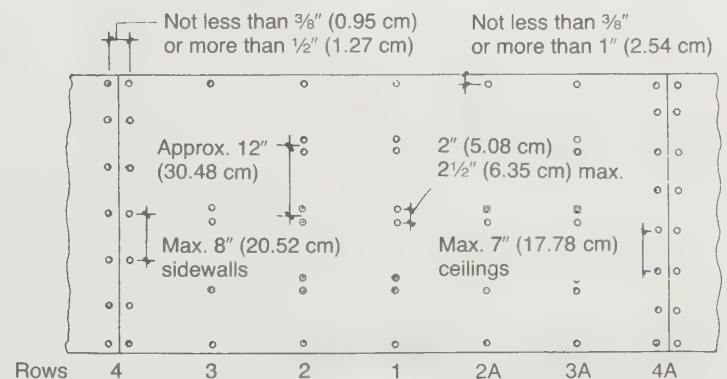 Not less than ⅜″ (0.95 cm)
or more than ½″ (1.27 cm)
Not less than ⅜″
or more than 1″ (2.54 cm)
Approx. 12″
(30.48 cm)
2″ (5.08 cm)
2½″ (6.35 cm) max.
Max. 8″ (20.52 cm)
sidewalls
Max. 7″ (17.78 cm)
ceilings
Rows 4 3 2 1 2A 3A 4A